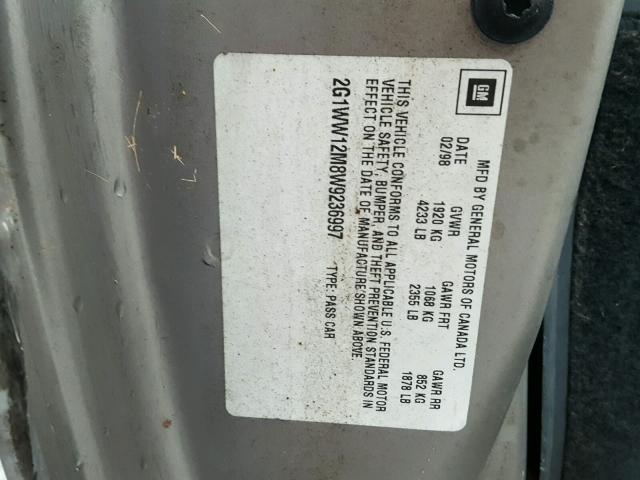 GM
MFD BY GENERAL MOTORS OF CANADA LTD.
DATE GVWR GAWR FRT GAWR RR
02/98 1920 KG 1068 KG 852 KG
4233 LB 2355 LB 1878 LB
THIS VEHICLE CONFORMS TO ALL APPLICABLE U.S. FEDERAL MOTOR
VEHICLE SAFETY, BUMPER, AND THEFT PREVENTION STANDARDS IN
EFFECT ON THE DATE OF MANUFACTURE SHOWN ABOVE.
2G1WW12M8W9236997 TYPE: PASS CAR